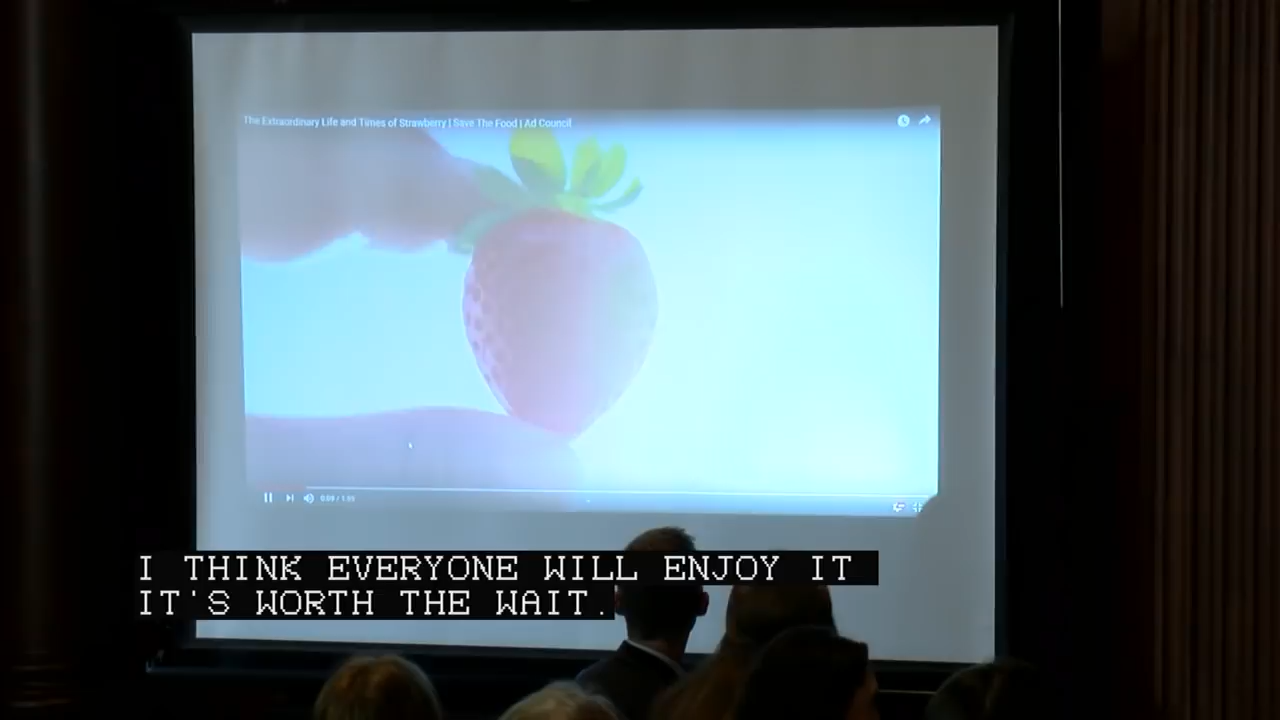 The Extraordinary Life and Times of Strawberry | Save The Food | Ad Council
I THINK EVERYONE WILL ENJOY IT
IT'S WORTH THE WAIT.